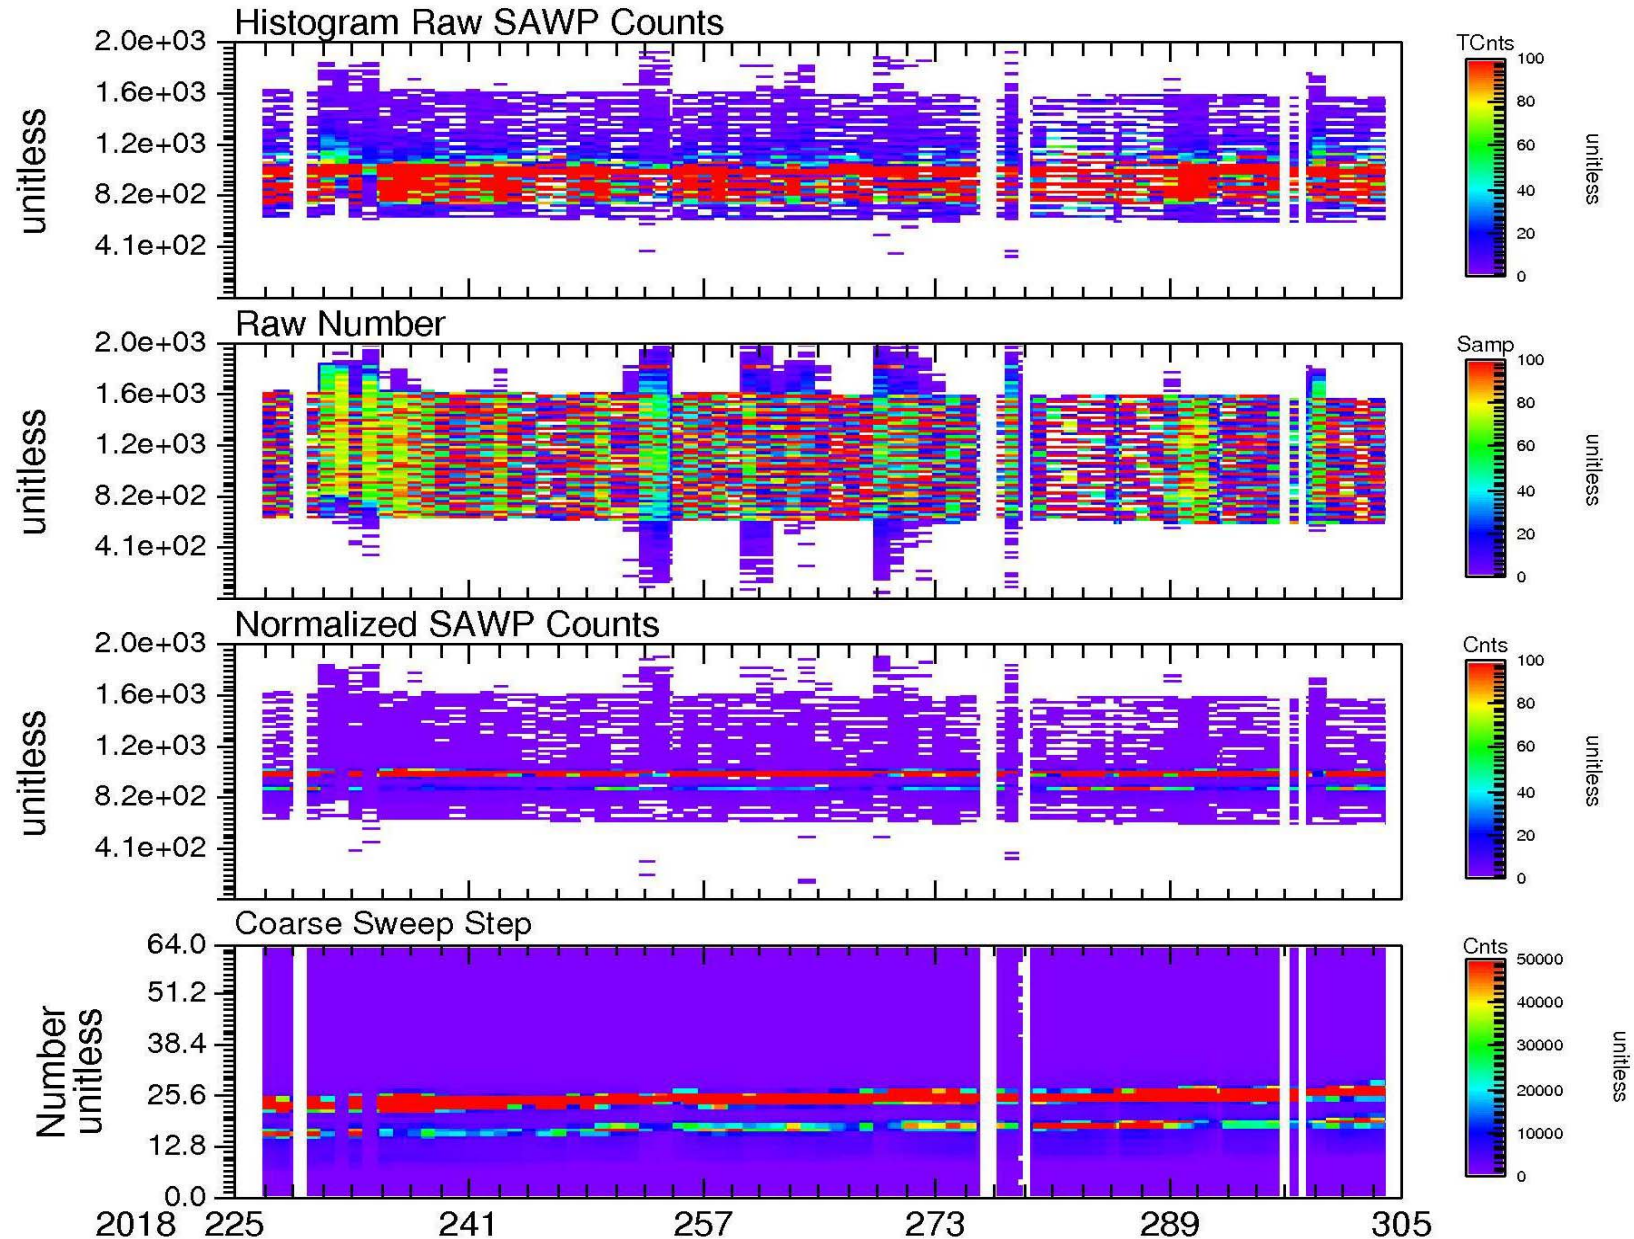 Histogram Raw SAWP Counts
2.0e+03
1.6e+03
1.2e+03
8.2e+02
4.1e+02
unitless
TCnts
100
80
60
40
20
0
unitless
Raw Number
2.0e+03
1.6e+03
1.2e+03
8.2e+02
4.1e+02
unitless
Samp
100
80
60
40
20
0
unitless
Normalized SAWP Counts
2.0e+03
1.6e+03
1.2e+03
8.2e+02
4.1e+02
unitless
Cnts
100
80
60
40
20
0
unitless
Coarse Sweep Step
64.0
51.2
38.4
25.6
12.8
0.0
Number
unitless
Cnts
50000
40000
30000
20000
10000
0
unitless
2018 225 241 257 273 289 305